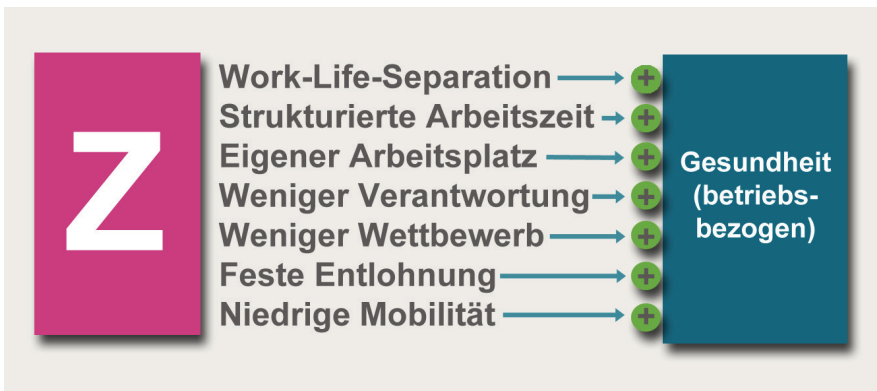 Z
Work-Life-Separation
Strukturierte Arbeitszeit
Eigener Arbeitsplatz
Weniger Verantwortung
Weniger Wettbewerb
Feste Entlohnung
Niedrige Mobilität
+
+
+
+
+
+
+
Gesundheit
(betriebs-
bezogen)